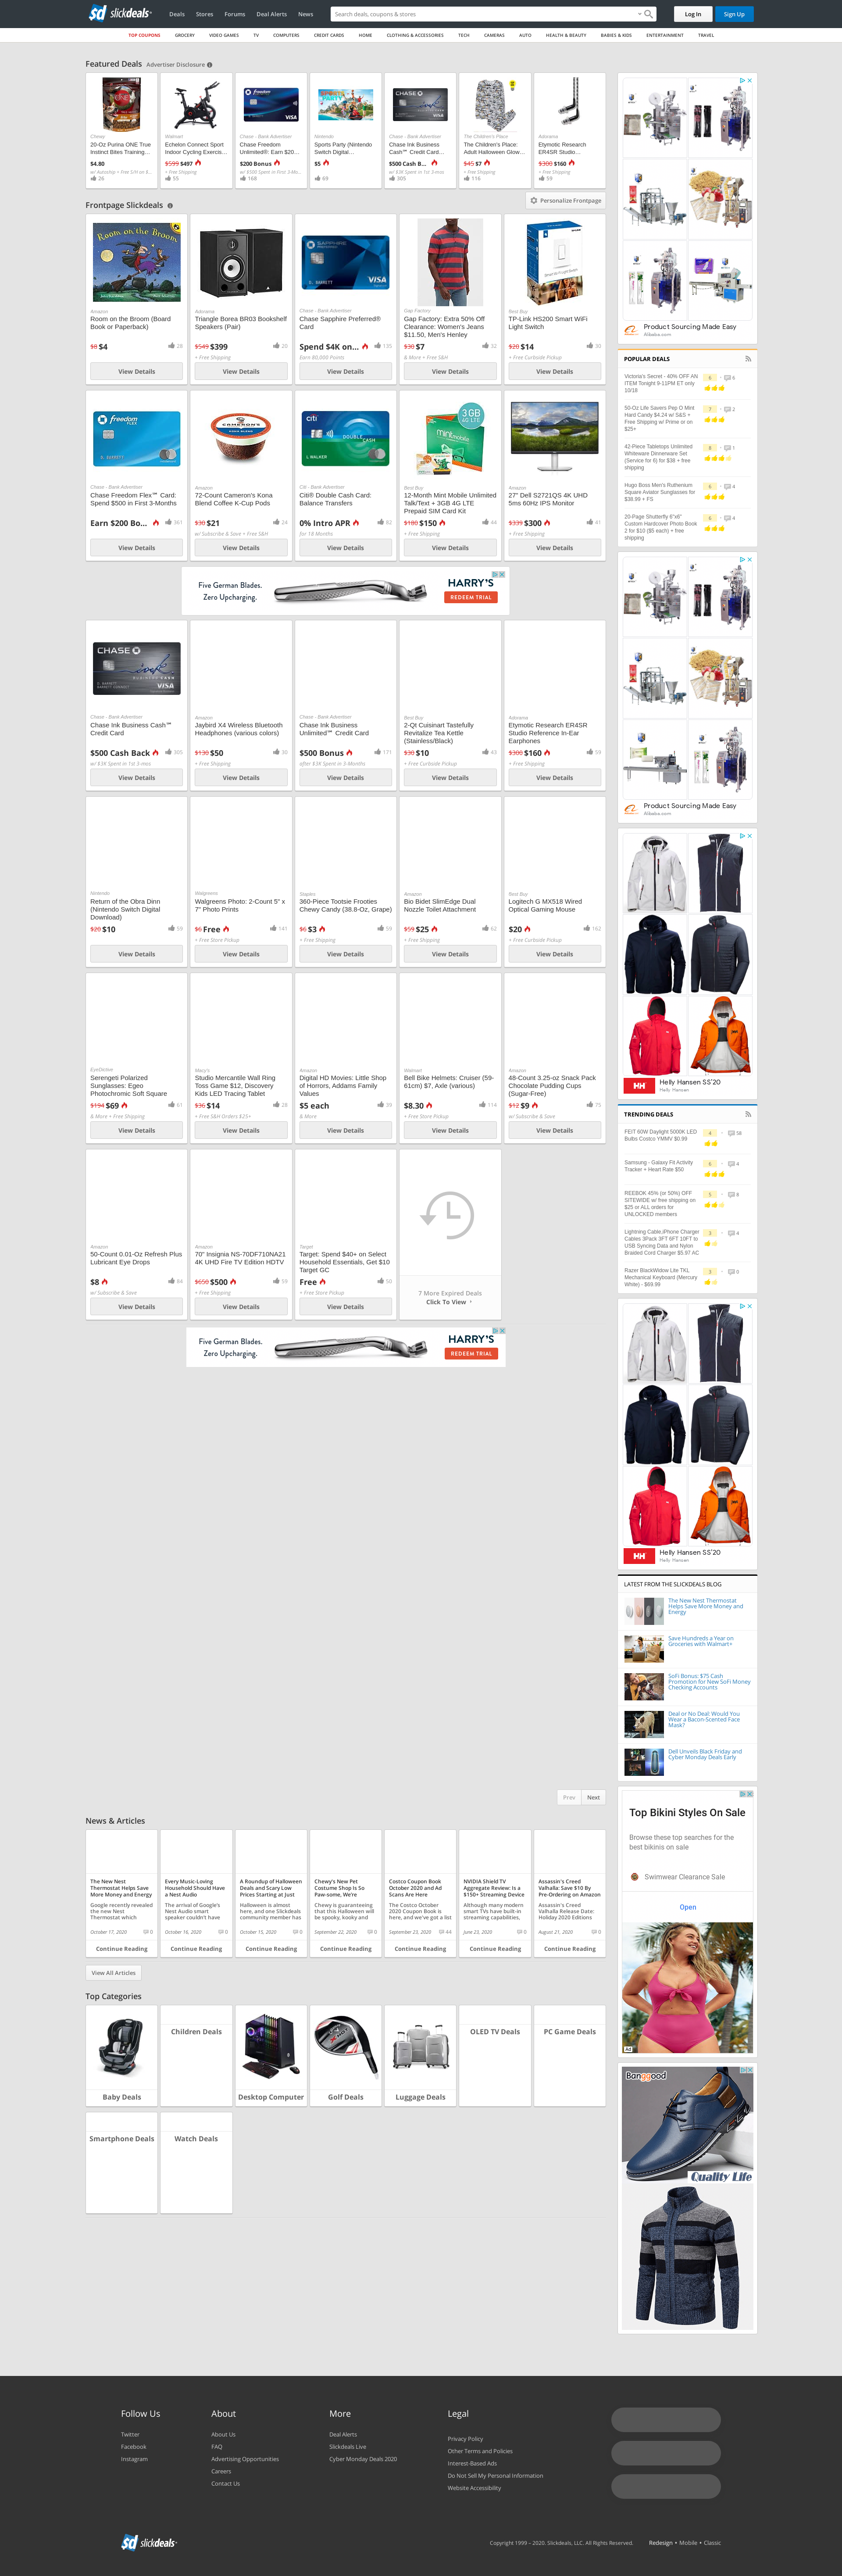 slickdeals
Deals
Stores
Forums
Deal Alerts
News
Search deals, coupons & stores
Log In
Sign Up
TOP COUPONS
GROCERY
VIDEO GAMES
TV
COMPUTERS
CREDIT CARDS
HOME
CLOTHING & ACCESSORIES
TECH
CAMERAS
AUTO
HEALTH & BEAUTY
BABIES & KIDS
ENTERTAINMENT
TRAVEL
Featured Deals
Advertiser Disclosure
Chewy
20-Oz Purina ONE True
Instinct Bites Training...
$4.80
26
Walmart
Echelon Connect Sport
Indoor Cycling Exercis...
$599 $497
+ Free Shipping
55
Chase - Bank Advertiser
Chase Freedom
Unlimited®: Earn $20...
$200 Bonus
w/ $500 Spent in First 3-Mo...
168
Nintendo
Sports Party (Nintendo
Switch Digital...
$5
69
Chase - Bank Advertiser
Chase Ink Business
Cash℠ Credit Card...
$500 Cash B...
w/ $3K Spent in 1st 3-mos
305
The Children's Place
The Children's Place:
Adult Halloween Glow...
$45 $7
+ Free Shipping
116
Adorama
Etymotic Research
ER4SR Studio...
$300 $160
+ Free Shipping
59
Frontpage Slickdeals
Personalize Frontpage
Amazon
Room on the Broom (Board
Book or Paperback)
$8 $4
28
View Details
Adorama
Triangle Borea BR03 Bookshelf
Speakers (Pair)
$549 $399
20
+ Free Shipping
View Details
Chase - Bank Advertiser
Chase Sapphire Preferred®
Card
Spend $4K on...
135
Earn 80,000 Points
View Details
Gap Factory
Gap Factory: Extra 50% Off
Clearance: Women's Jeans
$11.50, Men's Henley
$30 $7
32
& More + Free S&H
View Details
Best Buy
TP-Link HS200 Smart WiFi
Light Switch
$20 $14
30
+ Free Curbside Pickup
View Details
Chase - Bank Advertiser
Chase Freedom Flex℠ Card:
Spend $500 in First 3-Months
Earn $200 Bo...
361
View Details
Amazon
72-Count Cameron's Kona
Blend Coffee K-Cup Pods
$30 $21
24
w/ Subscribe & Save + Free S&H
View Details
Citi - Bank Advertiser
Citi® Double Cash Card:
Balance Transfers
0% Intro APR
82
for 18 Months
View Details
3GB
4G LTE
mint mobile
Best Buy
12-Month Mint Mobile Unlimited
Talk/Text + 3GB 4G LTE
Prepaid SIM Card Kit
$180 $150
44
+ Free Shipping
View Details
Amazon
27" Dell S2721QS 4K UHD
5ms 60Hz IPS Monitor
$339 $300
41
+ Free Shipping
View Details
Five German Blades.
Zero Upcharging.
HARRY'S
REDEEM TRIAL
Chase - Bank Advertiser
Chase Ink Business Cash℠
Credit Card
$500 Cash Back
305
w/ $3K Spent in 1st 3-mos
View Details
Amazon
Jaybird X4 Wireless Bluetooth
Headphones (various colors)
$130 $50
30
+ Free Shipping
View Details
Chase - Bank Advertiser
Chase Ink Business
Unlimited℠ Credit Card
$500 Bonus
171
after $3K Spent in 3 Months
View Details
Best Buy
2-Qt Cuisinart Tastefully
Revitalize Tea Kettle
(Stainless/Black)
$30 $10
43
+ Free Curbside Pickup
View Details
Adorama
Etymotic Research ER4SR
Studio Reference In-Ear
Earphones
$300 $160
59
+ Free Shipping
View Details
Nintendo
Return of the Obra Dinn
(Nintendo Switch Digital
Download)
$20 $10
59
View Details
Walgreens
Walgreens Photo: 2-Count 5" x
7" Photo Prints
$6 Free
141
+ Free Store Pickup
View Details
Staples
360-Piece Tootsie Frooties
Chewy Candy (38.8-Oz, Grape)
$6 $3
59
+ Free Shipping
View Details
Amazon
Bio Bidet SlimEdge Dual
Nozzle Toilet Attachment
$59 $25
62
+ Free Shipping
View Details
Best Buy
Logitech G MX518 Wired
Optical Gaming Mouse
$20
162
+ Free Curbside Pickup
View Details
EyeDictive
Serengeti Polarized
Sunglasses: Egeo
Photochromic Soft Square
$194 $69
61
& More + Free Shipping
View Details
Macy's
Studio Mercantile Wall Ring
Toss Game $12, Discovery
Kids LED Tracing Tablet
$36 $14
28
+ Free S&H Orders $25+
View Details
Amazon
Digital HD Movies: Little Shop
of Horrors, Addams Family
Values
$5 each
39
& More
View Details
Walmart
Bell Bike Helmets: Cruiser (59-
61cm) $7, Axle (various)
$8.30
114
+ Free Store Pickup
View Details
Amazon
48-Count 3.25-oz Snack Pack
Chocolate Pudding Cups
(Sugar-Free)
$12 $9
75
w/ Subscribe & Save
View Details
Amazon
50-Count 0.01-Oz Refresh Plus
Lubricant Eye Drops
$8
84
w/ Subscribe & Save
View Details
Amazon
70" Insignia NS-70DF710NA21
4K UHD Fire TV Edition HDTV
$650 $500
59
+ Free Shipping
View Details
Target
Target: Spend $40+ on Select
Household Essentials, Get $10
Target GC
Free
50
+ Free Store Pickup
View Details
7 More Expired Deals
Click To View
Five German Blades.
Zero Upcharging.
HARRY'S
REDEEM TRIAL
Prev
Next
News & Articles
The New Nest
Thermostat Helps Save
More Money and Energy
Google recently revealed
the new Nest
Thermostat which
October 17, 2020
0
Continue Reading
Every Music-Loving
Household Should Have
a Nest Audio
The arrival of Google's
Nest Audio smart
speaker couldn't have
October 16, 2020
0
Continue Reading
A Roundup of Halloween
Deals and Scary Low
Prices Starting at Just
Halloween is almost
here, and one Slickdeals
community member has
October 15, 2020
0
Continue Reading
Chewy's New Pet
Costume Shop Is So
Paw-some, We're
Chewy is guaranteeing
that this Halloween will
be spooky, kooky and
September 22, 2020
0
Continue Reading
Costco Coupon Book
October 2020 and Ad
Scans Are Here
The Costco October
2020 Coupon Book is
here, and we've got a list
September 23, 2020
44
Continue Reading
NVIDIA Shield TV
Aggregate Review: Is a
$150+ Streaming Device
Although many modern
smart TVs have built-in
streaming capabilities,
June 23, 2020
0
Continue Reading
Assassin's Creed
Valhalla: Save $10 By
Pre-Ordering on Amazon
Assassin's Creed
Valhalla Release Date:
Holiday 2020 Editions
August 21, 2020
0
Continue Reading
View All Articles
Top Categories
Baby Deals
Children Deals
Desktop Computer
Golf Deals
Luggage Deals
OLED TV Deals
PC Game Deals
Smartphone Deals
Watch Deals
Product Sourcing Made Easy
Alibaba.com
POPULAR DEALS
Victoria's Secret - 40% OFF AN
ITEM Tonight 9-11PM ET only
10/16
6
6
50-Oz Life Savers Pep O Mint
Hard Candy $4.24 w/ S&S +
Free Shipping w/ Prime or on
$25+
7
2
42-Piece Tabletops Unlimited
Whiteware Dinnerware Set
(Service for 6) for $38 + free
shipping
8
1
Hugo Boss Men's Ruthenium
Square Aviator Sunglasses for
$38.99 + FS
6
4
20-Page Shutterfly 6"x6"
Custom Hardcover Photo Book
2 for $10 ($5 each) + free
shipping
6
4
Product Sourcing Made Easy
Alibaba.com
HH
Helly Hansen SS'20
Helly Hansen
TRENDING DEALS
FEIT 60W Daylight 5000K LED
Bulbs Costco YMMV $0.99
4
58
Samsung - Galaxy Fit Activity
Tracker + Heart Rate $50
6
4
REEBOK 45% (or 50%) OFF
SITEWIDE w/ free shipping on
$25 or ALL orders for
UNLOCKED members
5
8
Lightning Cable,iPhone Charger
Cables 3Pack 3FT 6FT 10FT to
USB Syncing Data and Nylon
Braided Cord Charger $5.97 AC
3
4
Razer BlackWidow Lite TKL
Mechanical Keyboard (Mercury
White) - $69.99
3
0
HH
Helly Hansen SS'20
Helly Hansen
LATEST FROM THE SLICKDEALS BLOG
The New Nest Thermostat
Helps Save More Money and
Energy
Save Hundreds a Year on
Groceries with Walmart+
SoFi Bonus: $75 Cash
Promotion for New SoFi Money
Checking Accounts
Deal or No Deal: Would You
Wear a Bacon-Scented Face
Mask?
Dell Unveils Black Friday and
Cyber Monday Deals Early
Top Bikini Styles On Sale
Browse these top searches for the
best bikinis on sale
Swimwear Clearance Sale
Open
Ad
Banggood
Quality Life
Follow Us
Twitter
Facebook
Instagram
About
About Us
FAQ
Advertising Opportunities
Careers
Contact Us
More
Deal Alerts
Slickdeals Live
Cyber Monday Deals 2020
Legal
Privacy Policy
Other Terms and Policies
Interest-Based Ads
Do Not Sell My Personal Information
Website Accessibility
slickdeals
Copyright 1999 – 2020. Slickdeals, LLC. All Rights Reserved.
Redesign • Mobile • Classic